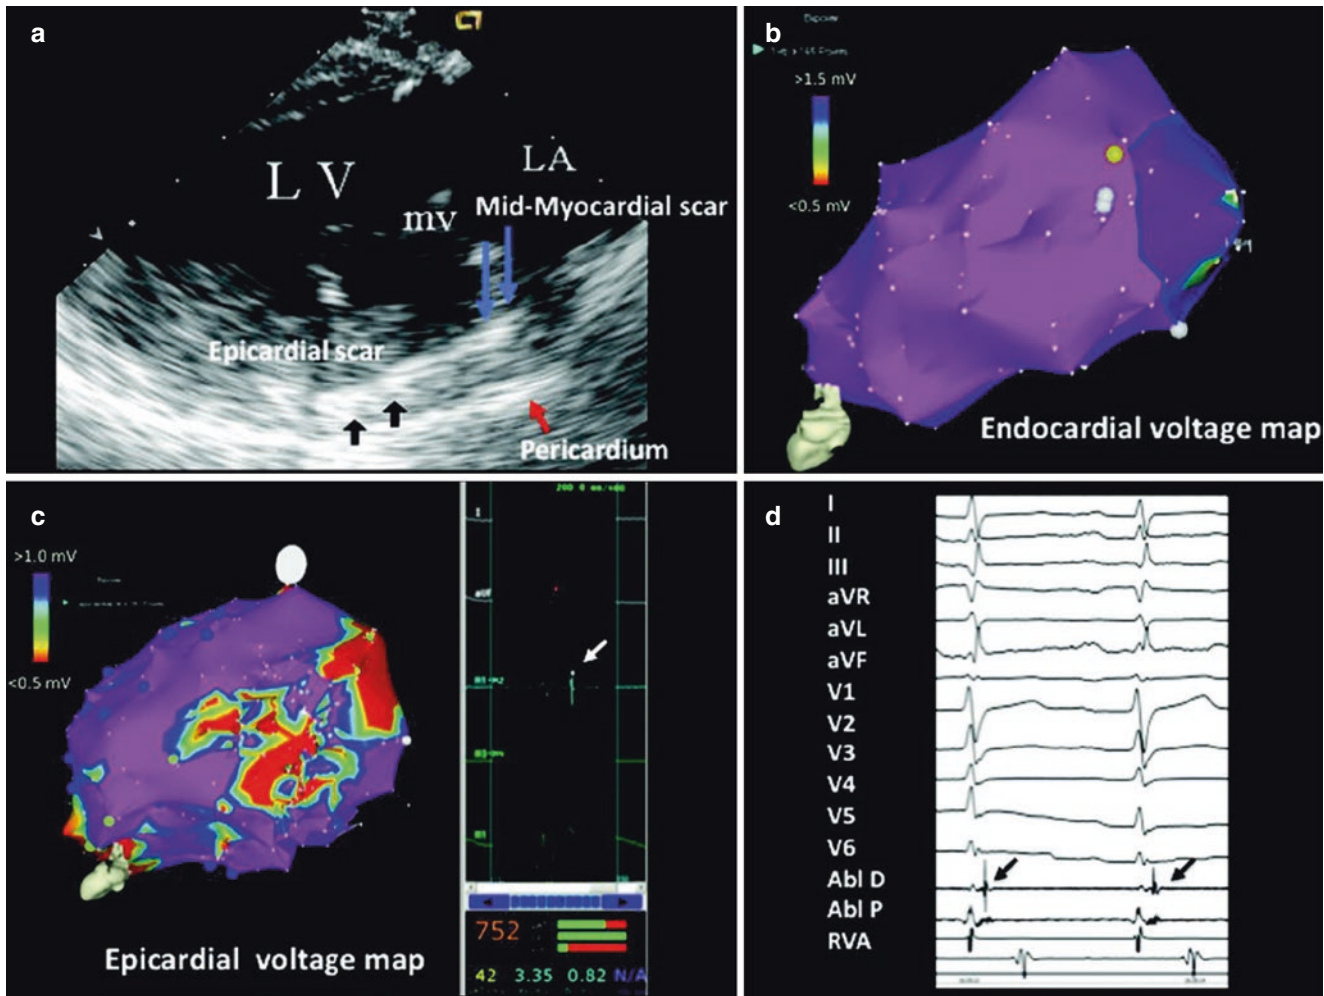 a
L V
LA
mv
Mid-Myocardial scar
Epicardial scar
Pericardium
b
Bipolar
>1.5 mV
<0.5 mV
Endocardial voltage map
c
>1.0 mV
<0.5 mV
Epicardial voltage map
I
aVF
752
42 3.35 0.82 N/A
d
I
II
III
aVR
aVL
aVF
V1
V2
V3
V4
V5
V6
Abl D
Abl P
RVA